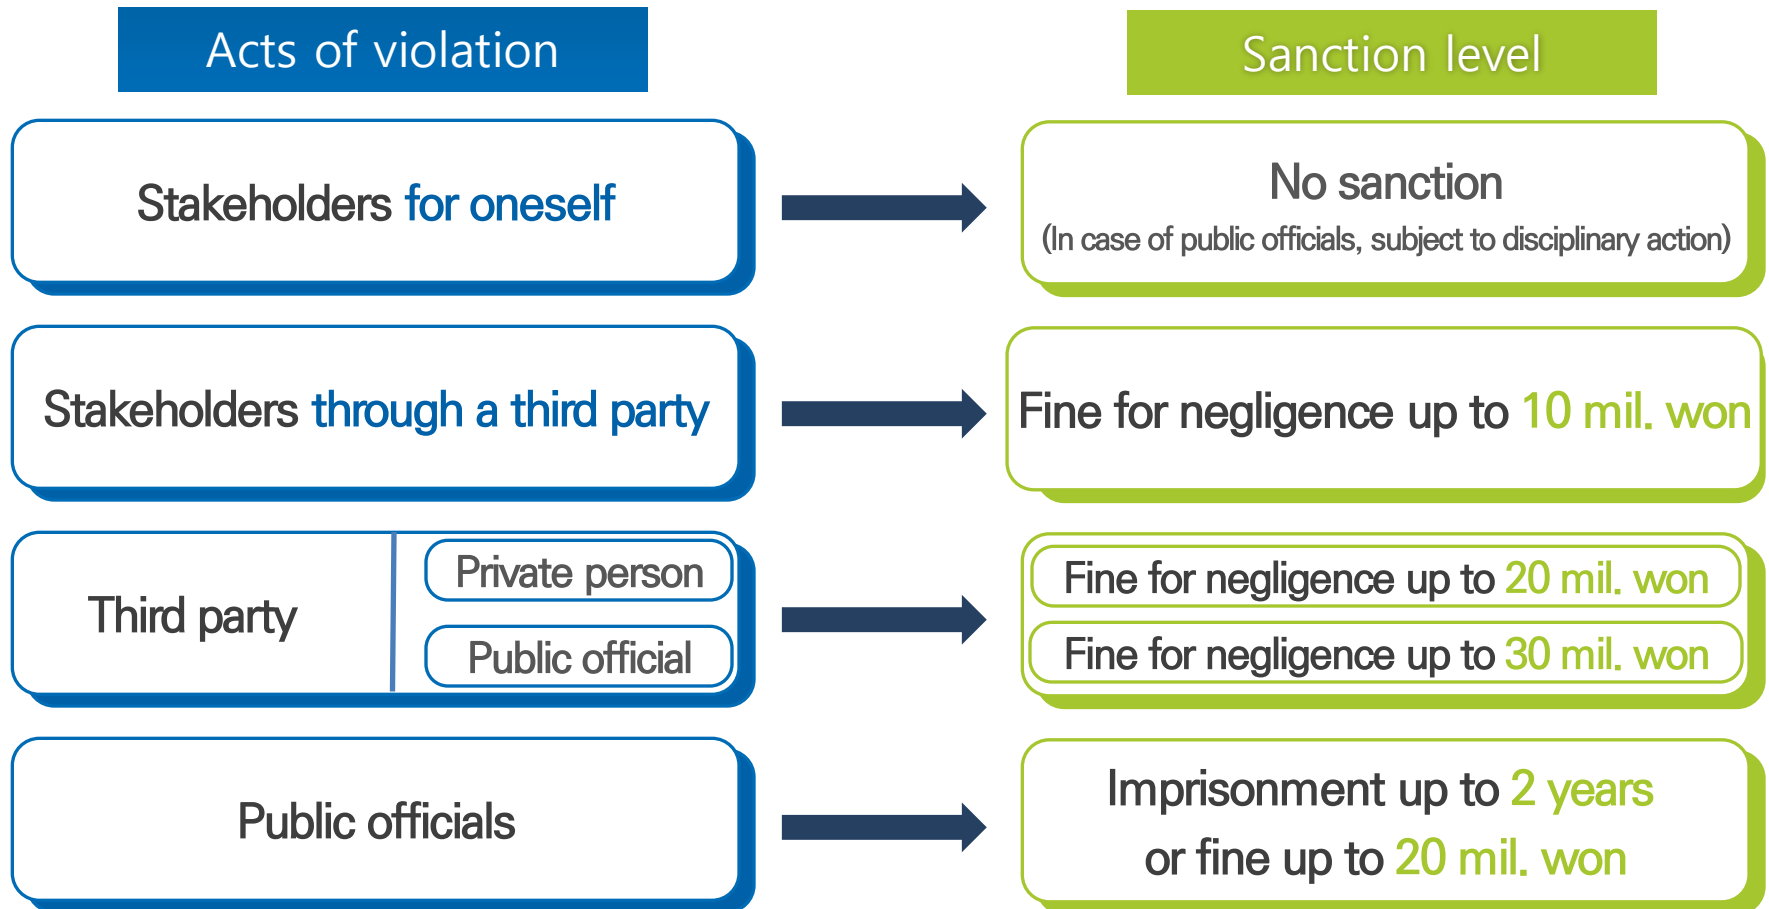 Acts of violation
Sanction level
Stakeholders for oneself
No sanction
(In case of public officials, subject to disciplinary action)
Stakeholders through a third party
Fine for negligence up to 10 mil. won
Third party
Private person
Public official
Fine for negligence up to 20 mil. won
Fine for negligence up to 30 mil. won
Public officials
Imprisonment up to 2 years
or fine up to 20 mil. won